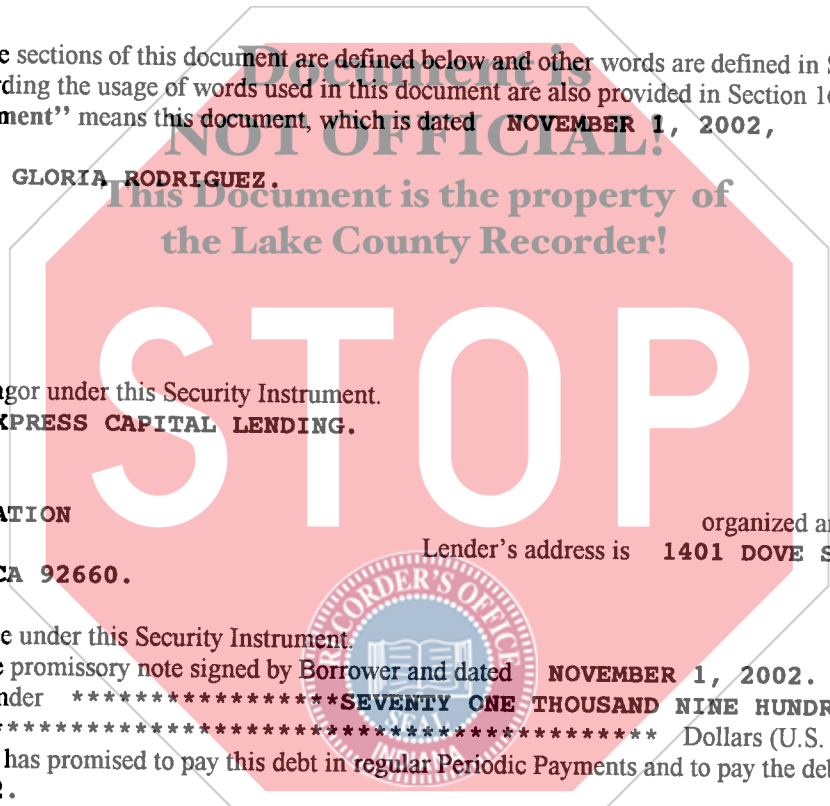 Document is
e sections of this document are defined below and other words are defined in S
ding the usage of words used in this document are also provided in Section 16
ment” means this document, which is dated NOVEMBER 1, 2002,
NOT OFFICIAL!
GLORIA RODRIGUEZ.
This Document is the property of
the Lake County Recorder!
STOP
agor under this Security Instrument.
XPRESS CAPITAL LENDING.
ATION
organized an
Lender’s address is 1401 DOVE S
CA 92660.
RECORDER'S OFFICE
SEAL
INDIANA
e under this Security Instrument.
e promissory note signed by Borrower and dated NOVEMBER 1, 2002.
nder *****************SEVENTY ONE THOUSAND NINE HUNDR
****************************************** Dollars (U.S.
has promised to pay this debt in regular Periodic Payments and to pay the deb
2.